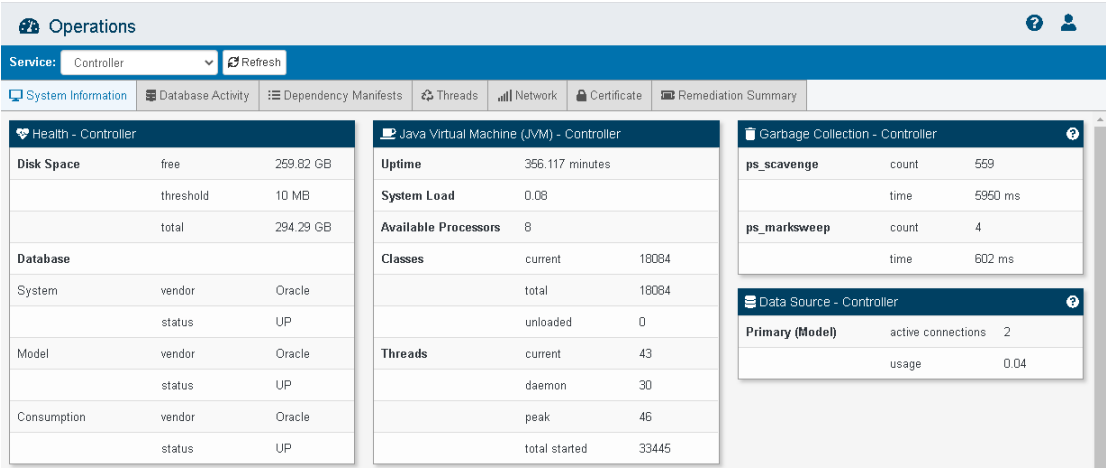 Operations
Service: Controller Refresh
System Information Database Activity Dependency Manifests Threads Network Certificate Remediation Summary
Health - Controller
Disk Space free 259.82 GB
threshold 10 MB
total 294.29 GB
Database
System vendor Oracle
status UP
Model vendor Oracle
status UP
Consumption vendor Oracle
status UP
Java Virtual Machine (JVM) - Controller
Uptime 356.117 minutes
System Load 0.08
Available Processors 8
Classes current 18084
total 18084
unloaded 0
Threads current 43
daemon 30
peak 46
total started 33445
Garbage Collection - Controller ?
ps_scavenge count 559
time 5950 ms
ps_marksweep count 4
time 602 ms
Data Source - Controller ?
Primary (Model) active connections 2
usage 0.04